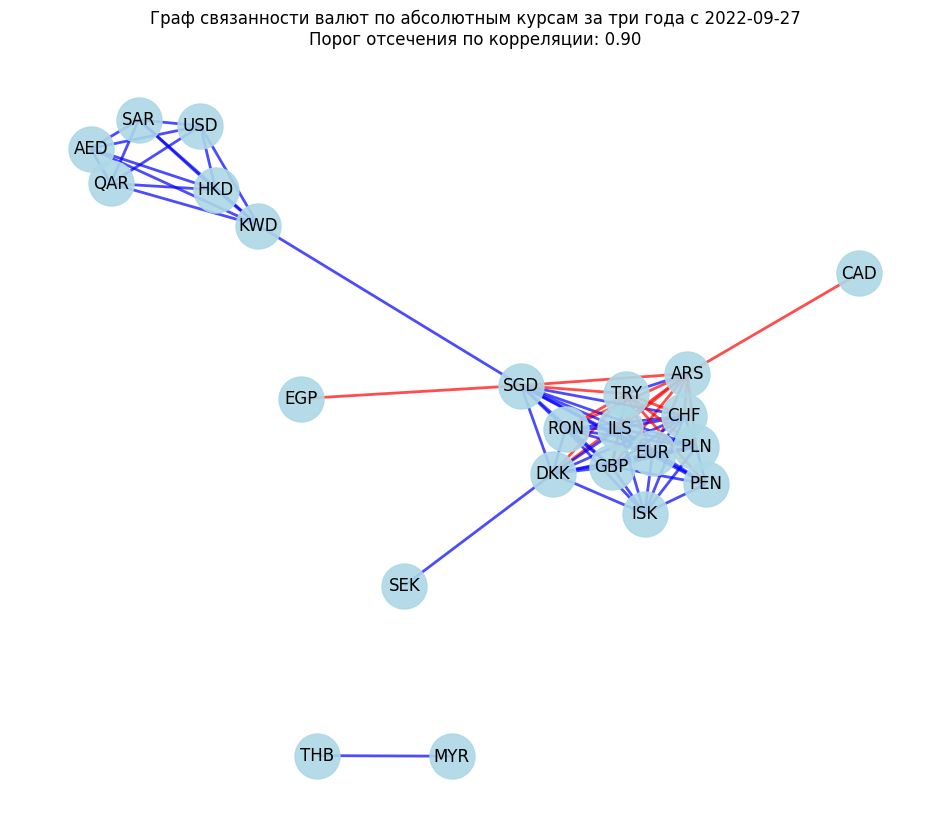 Граф связанности валют по абсолютным курсам за три года с 2022-09-27
Порог отсечения по корреляции: 0.90
SAR
USD
AED
QAR
HKD
KWD
CAD
ARS
SGD
TRY
EGP
CHF
RON
ILS
PLN
EUR
GBP
DKK
PEN
ISK
SEK
THB
MYR